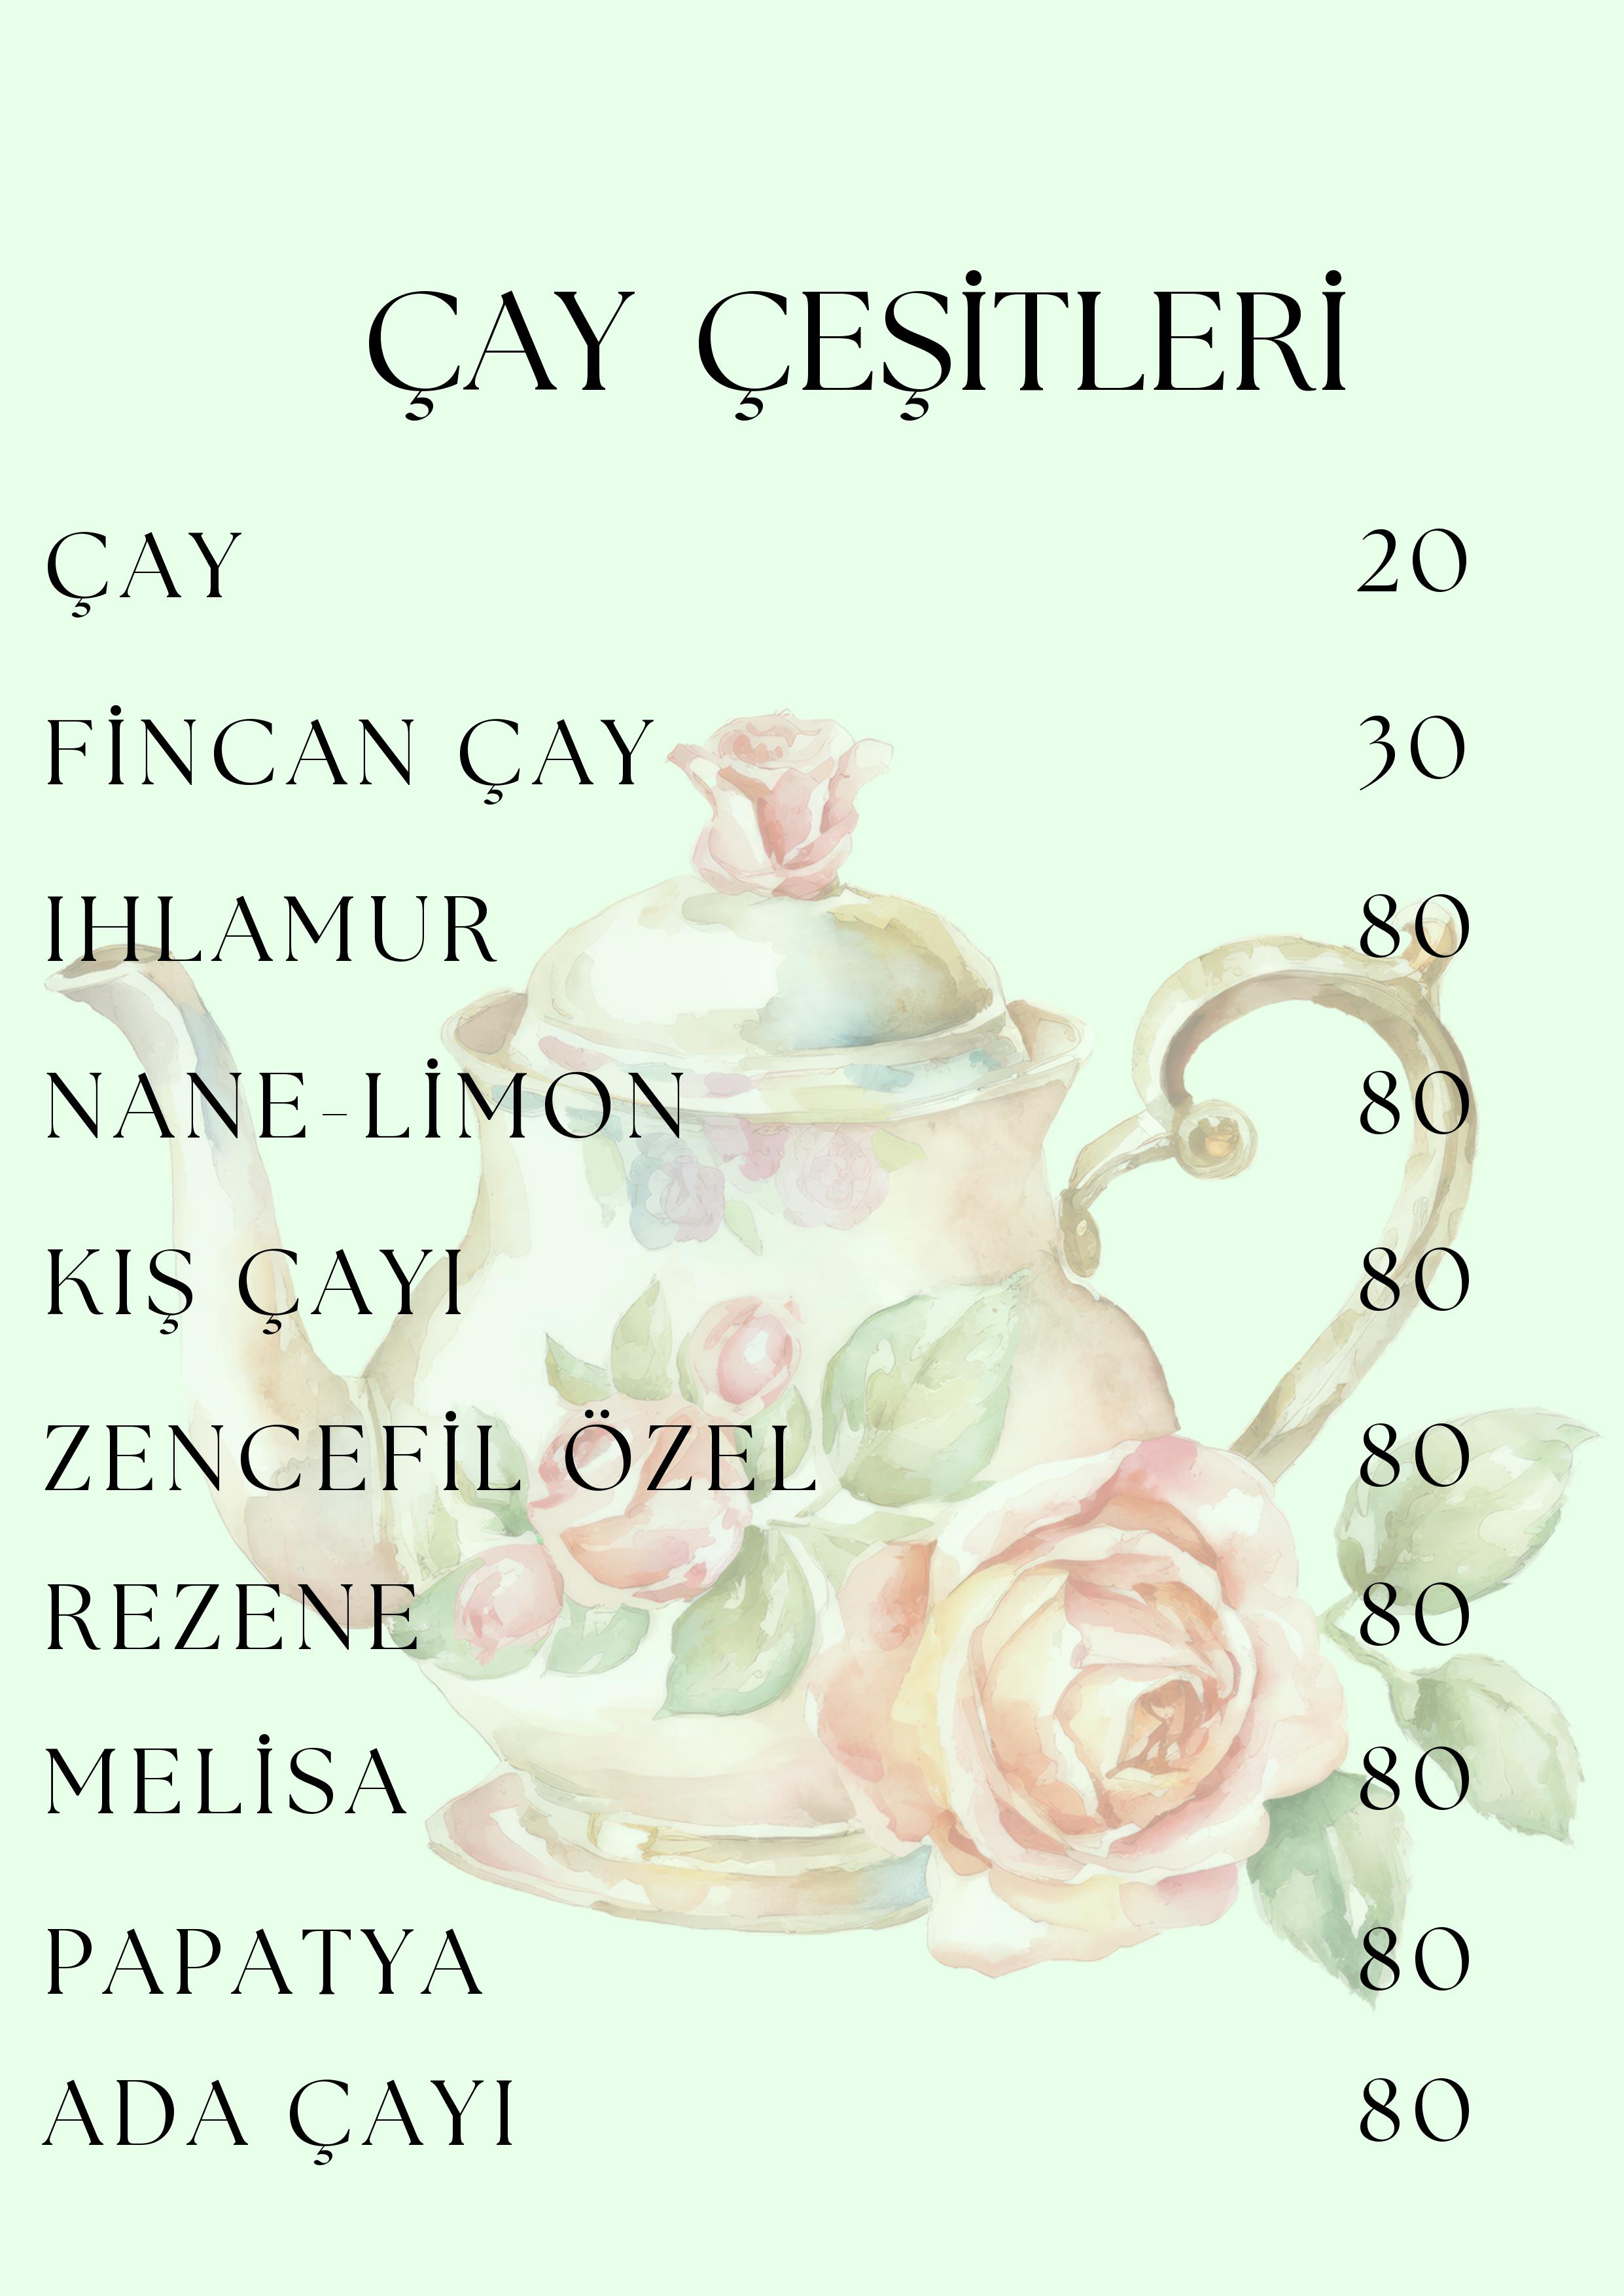 ÇAY ÇEŞİTLERİ
ÇAY 20
FİNCAN ÇAY 30
IHLAMUR 80
NANE-LİMON 80
KIŞ ÇAYI 80
ZENCEFİL ÖZEL 80
REZENE 80
MELİSA 80
PAPATYA 80
ADA ÇAYI 80